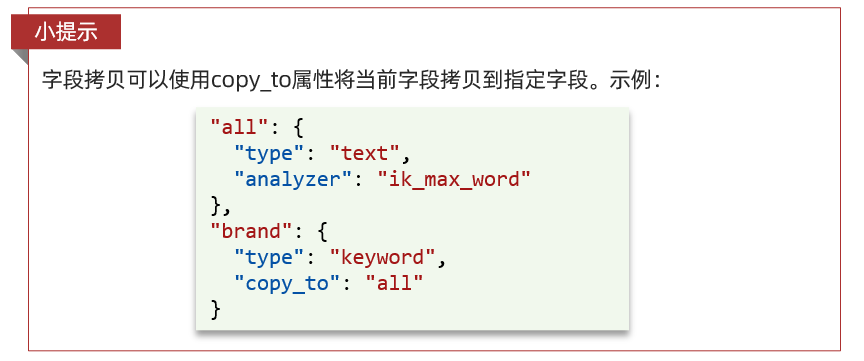 小提示
字段拷贝可以使用copy_to属性将当前字段拷贝到指定字段。示例：
"all": {
  "type": "text",
  "analyzer": "ik_max_word"
},
"brand": {
  "type": "keyword",
  "copy_to": "all"
}